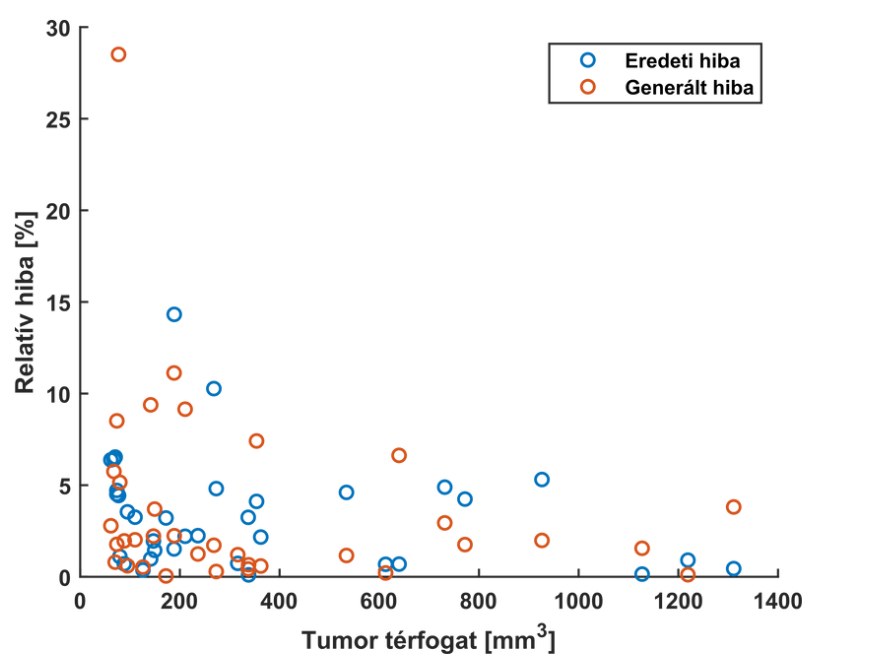 30
25
20
15
10
5
0
Relatív hiba [%]
Eredeti hiba
Generált hiba
0 200 400 600 800 1000 1200 1400
Tumor térfogat [mm³]